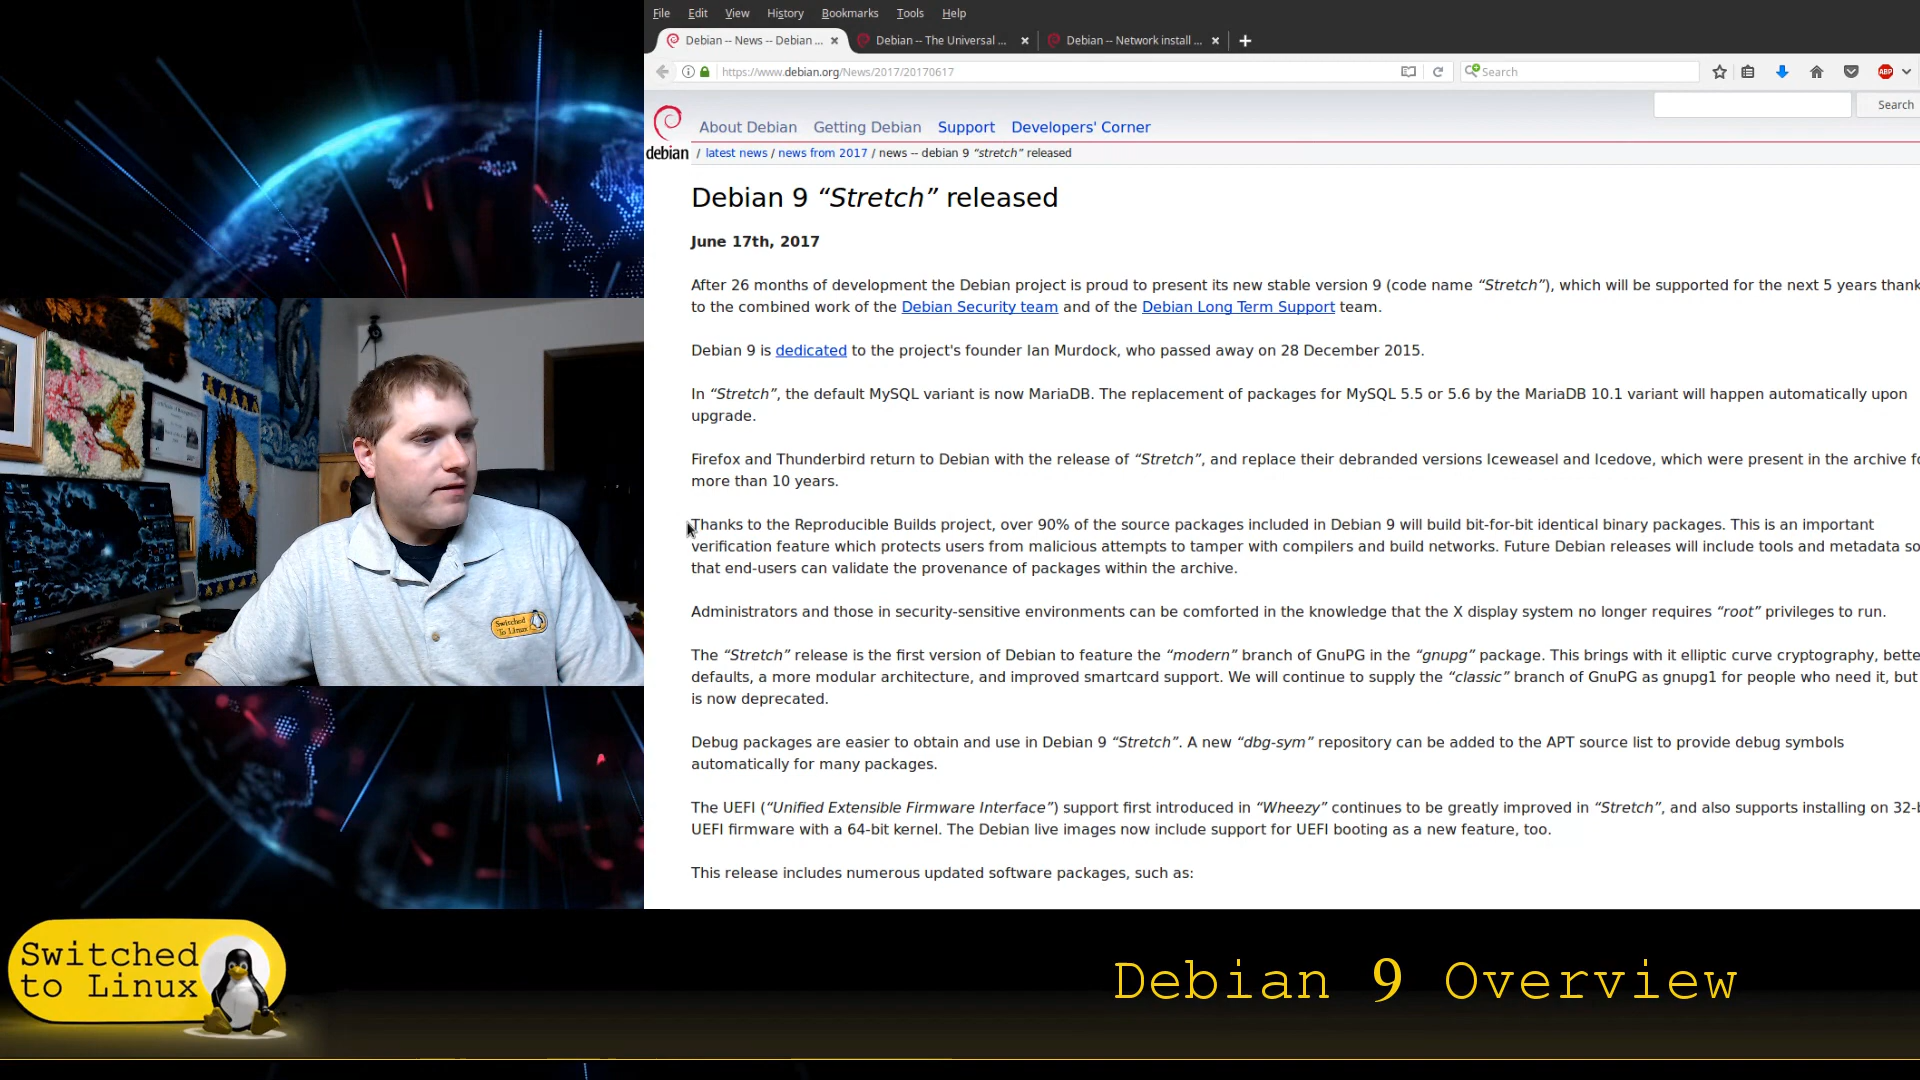 File Edit View History Bookmarks Tools Help
Debian -- News -- Debian ... Debian -- The Universal ... Debian -- Network install ...
https://www.debian.org/News/2017/20170617 Search ABP
Search
About Debian Getting Debian Support Developers' Corner
debian / latest news / news from 2017 / news -- debian 9 “stretch” released
Debian 9 “Stretch” released
June 17th, 2017
After 26 months of development the Debian project is proud to present its new stable version 9 (code name “Stretch”), which will be supported for the next 5 years thank
to the combined work of the Debian Security team and of the Debian Long Term Support team.
Debian 9 is dedicated to the project's founder Ian Murdock, who passed away on 28 December 2015.
In “Stretch”, the default MySQL variant is now MariaDB. The replacement of packages for MySQL 5.5 or 5.6 by the MariaDB 10.1 variant will happen automatically upon
upgrade.
Firefox and Thunderbird return to Debian with the release of “Stretch”, and replace their debranded versions Iceweasel and Icedove, which were present in the archive fo
more than 10 years.
Thanks to the Reproducible Builds project, over 90% of the source packages included in Debian 9 will build bit-for-bit identical binary packages. This is an important
verification feature which protects users from malicious attempts to tamper with compilers and build networks. Future Debian releases will include tools and metadata so
that end-users can validate the provenance of packages within the archive.
Administrators and those in security-sensitive environments can be comforted in the knowledge that the X display system no longer requires “root” privileges to run.
The “Stretch” release is the first version of Debian to feature the “modern” branch of GnuPG in the “gnupg” package. This brings with it elliptic curve cryptography, bette
defaults, a more modular architecture, and improved smartcard support. We will continue to supply the “classic” branch of GnuPG as gnupg1 for people who need it, but
is now deprecated.
Debug packages are easier to obtain and use in Debian 9 “Stretch”. A new “dbg-sym” repository can be added to the APT source list to provide debug symbols
automatically for many packages.
The UEFI (“Unified Extensible Firmware Interface”) support first introduced in “Wheezy” continues to be greatly improved in “Stretch”, and also supports installing on 32-b
UEFI firmware with a 64-bit kernel. The Debian live images now include support for UEFI booting as a new feature, too.
This release includes numerous updated software packages, such as:
Switched
To Linux
Switched
to Linux
Debian 9 Overview